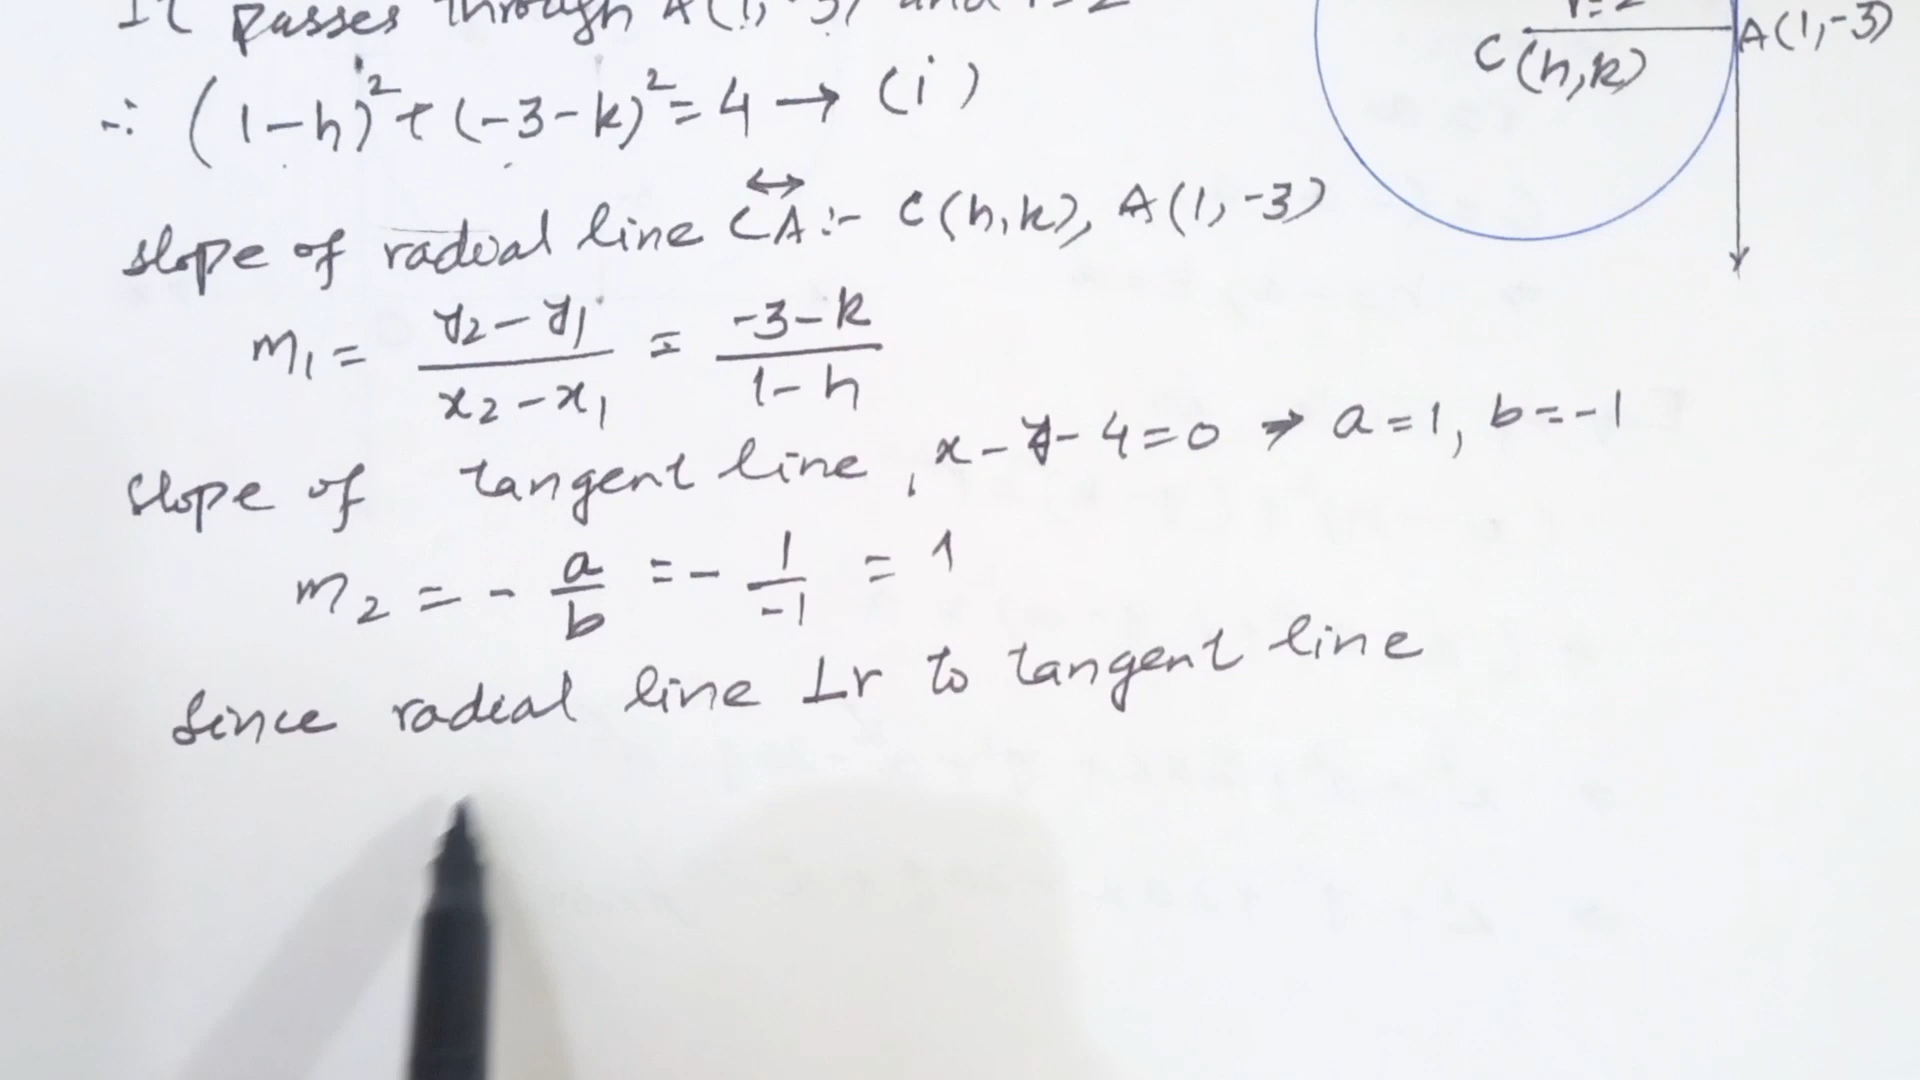 It passes through A(1,-3) and r=2
∴ (1-h)²+(-3-k)²=4 → (i)
slope of radial line CA :- C(h,k), A(1,-3)
m₁ = y₂-y₁/x₂-x₁ = -3-k/1-h
slope of tangent line, x-y-4=0 → a=1, b=-1
m₂ = -a/b = -1/-1 = 1
Since radial line ⊥r to tangent line
r=2
C(h,k)
A(1,-3)